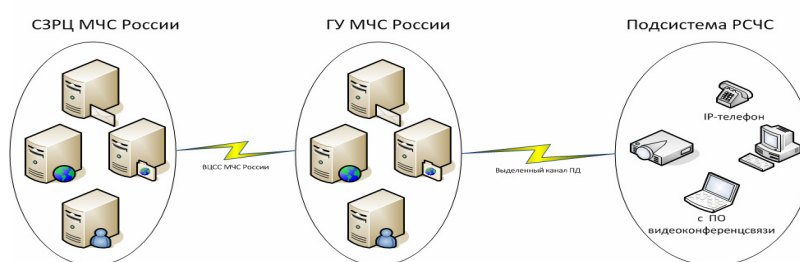 СЗРЦ МЧС России
ГУ МЧС России
Подсистема РСЧС
IP-телефон
ВЦСС МЧС России
Выделенный канал ПД
с ПО
видеоконференцсвязи